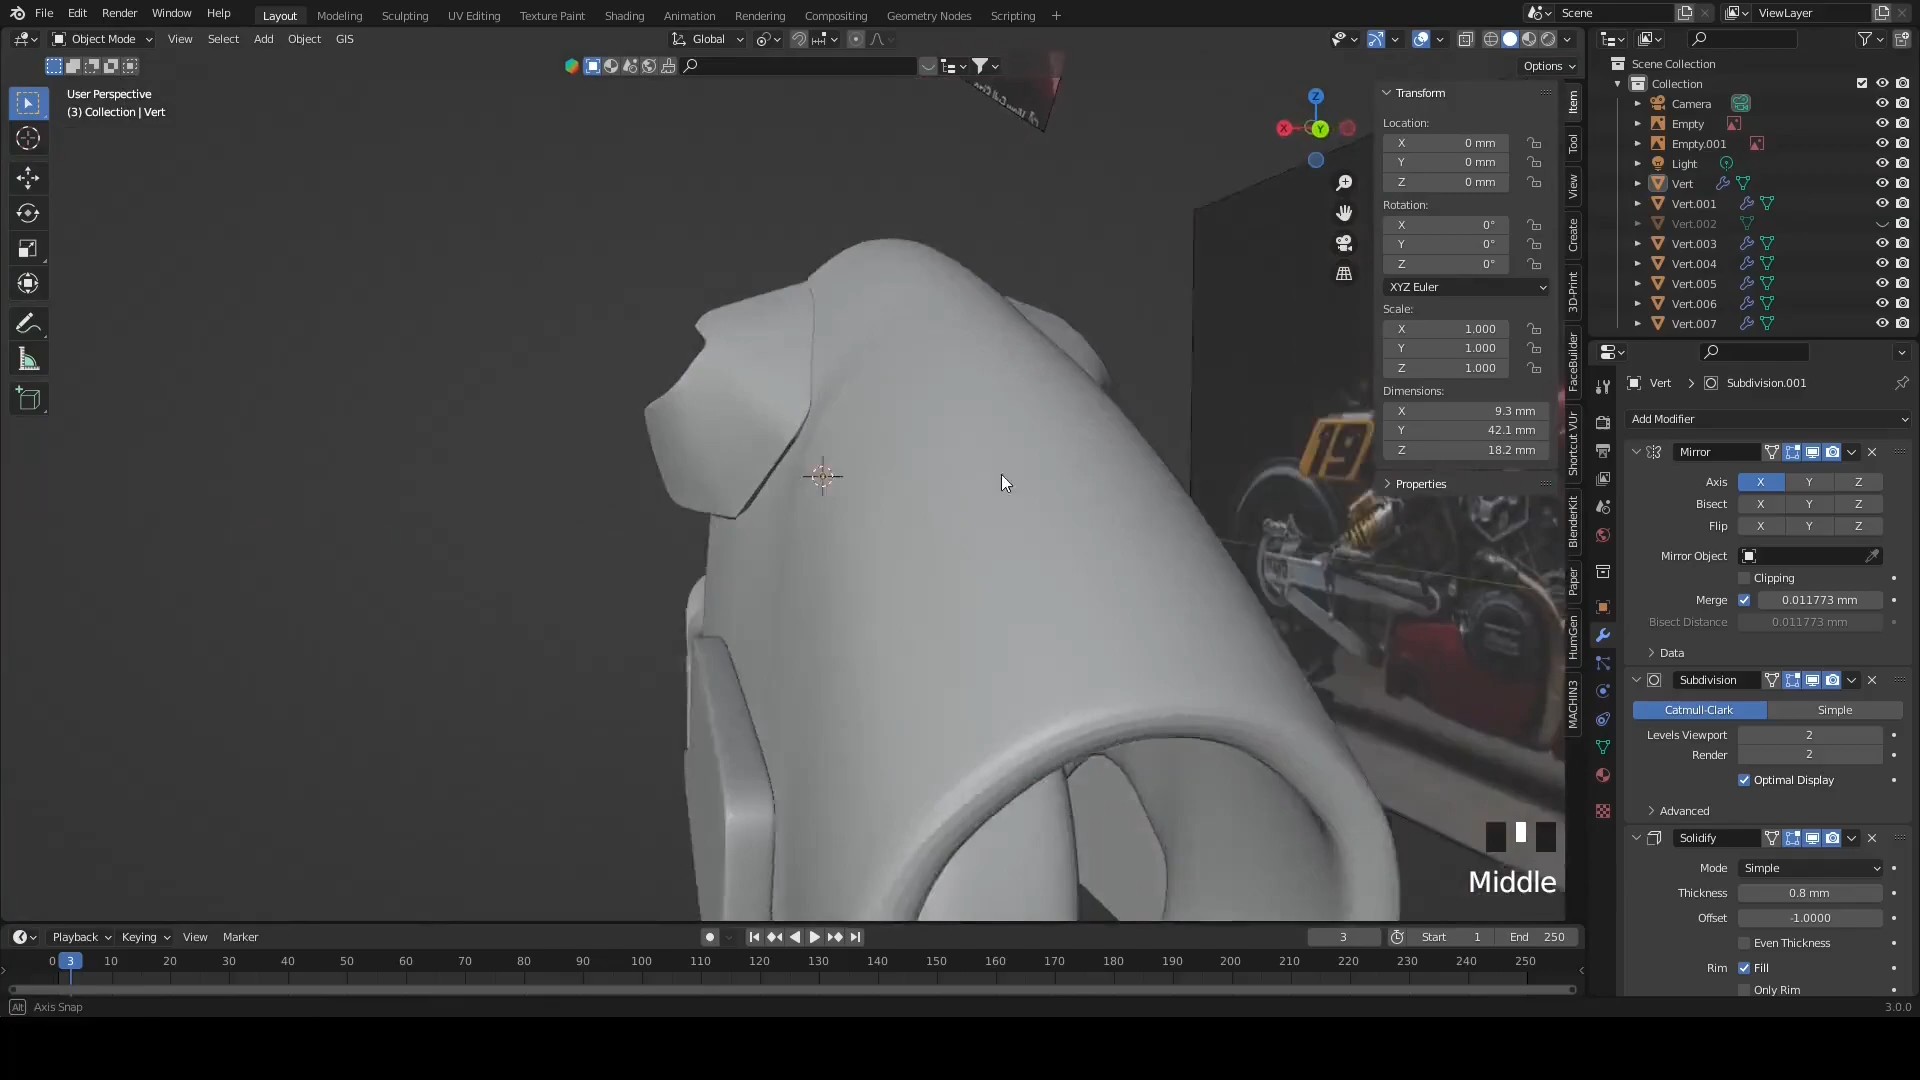 File Edit Render Window Help Layout Modeling Sculpting UV Editing Texture Paint Shading Animation Rendering Compositing Geometry Nodes Scripting + Scene ViewLayer
Object Mode View Select Add Object GIS Global
Options
User Perspective
(3) Collection | Vert
Z
X
Y
Transform
Location:
X 0 mm
Y 0 mm
Z 0 mm
Rotation:
X 0°
Y 0°
Z 0°
XYZ Euler
Scale:
X 1.000
Y 1.000
Z 1.000
Dimensions:
X 9.3 mm
Y 42.1 mm
Z 18.2 mm
Properties
Item
Tool
View
Create
3D-Print
FaceBuilder
Shortcut VUr
BlenderKit
Paper
HumGen
MACHIN3
19
Scene Collection
Collection
Camera
Empty
Empty.001
Light
Vert
Vert.001
Vert.002
Vert.003
Vert.004
Vert.005
Vert.006
Vert.007
Vert Subdivision.001
Add Modifier
Mirror
Axis X Y Z
Bisect X Y Z
Flip X Y Z
Mirror Object
Clipping
Merge 0.011773 mm
Bisect Distance 0.011773 mm
Data
Subdivision
Catmull-Clark Simple
Levels Viewport 2
Render 2
Optimal Display
Advanced
Solidify
Mode Simple
Thickness 0.8 mm
Offset -1.0000
Even Thickness
Rim Fill
Only Rim
Middle
Playback Keying View Marker 3 Start 1 End 250
0 3 10 20 30 40 50 60 70 80 90 100 110 120 130 140 150 160 170 180 190 200 210 220 230 240 250
Alt Axis Snap 3.0.0